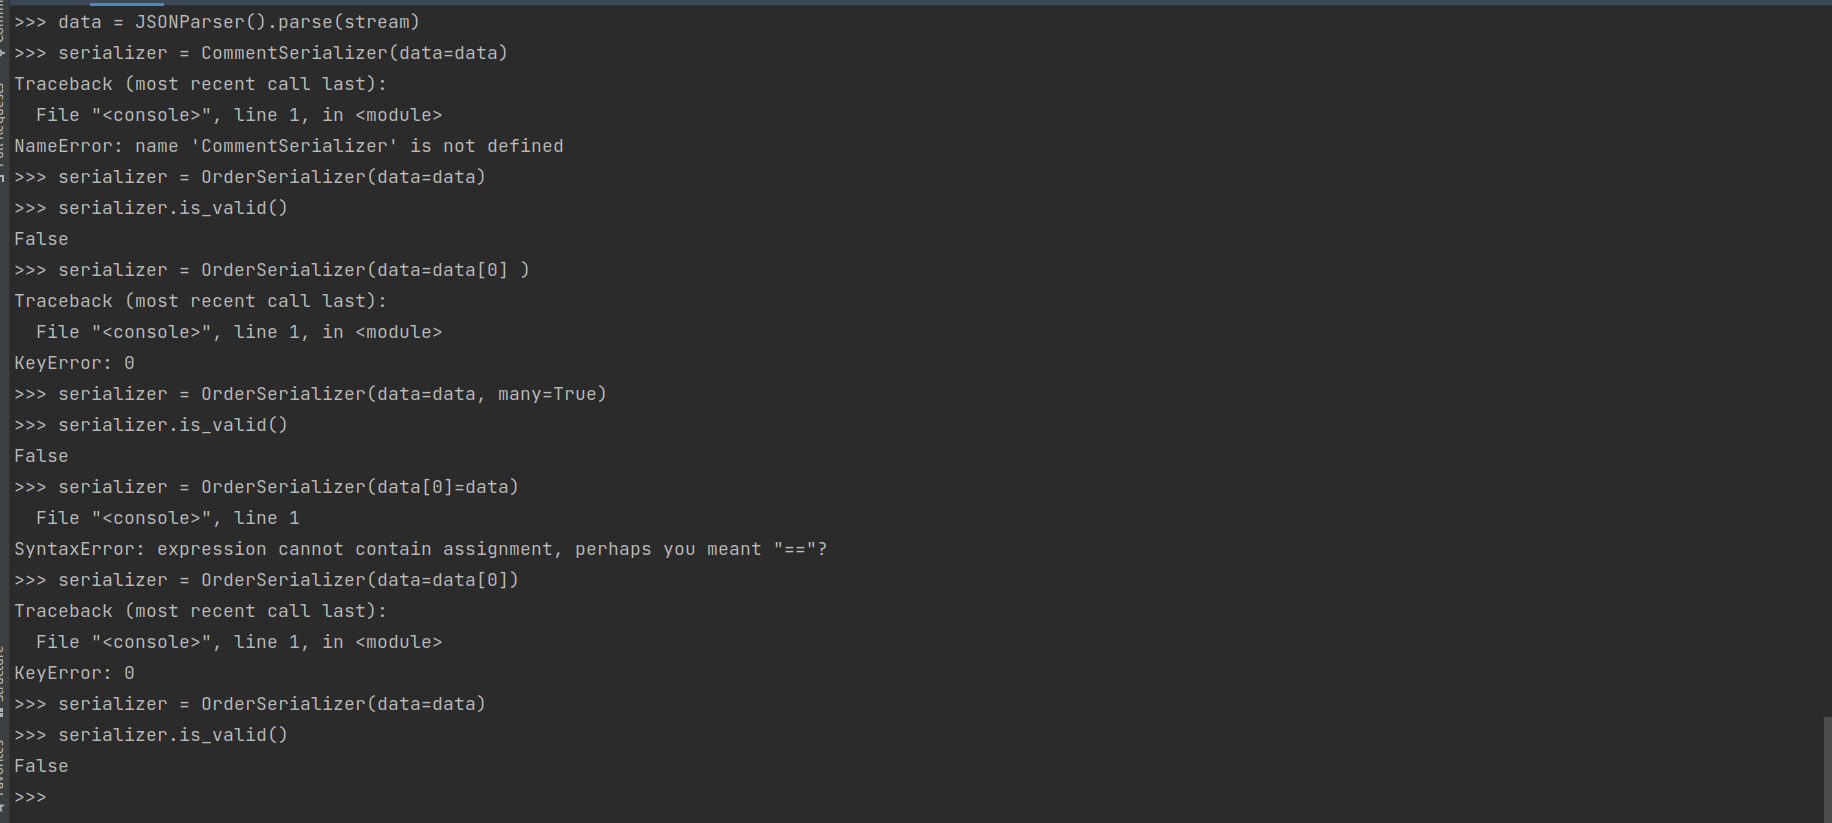 >>> data = JSONParser().parse(stream)
>>> serializer = CommentSerializer(data=data)
Traceback (most recent call last):
  File "<console>", line 1, in <module>
NameError: name 'CommentSerializer' is not defined
>>> serializer = OrderSerializer(data=data)
>>> serializer.is_valid()
False
>>> serializer = OrderSerializer(data=data[0] )
Traceback (most recent call last):
  File "<console>", line 1, in <module>
KeyError: 0
>>> serializer = OrderSerializer(data=data, many=True)
>>> serializer.is_valid()
False
>>> serializer = OrderSerializer(data[0]=data)
  File "<console>", line 1
SyntaxError: expression cannot contain assignment, perhaps you meant "=="?
>>> serializer = OrderSerializer(data=data[0])
Traceback (most recent call last):
  File "<console>", line 1, in <module>
KeyError: 0
>>> serializer = OrderSerializer(data=data)
>>> serializer.is_valid()
False
>>>